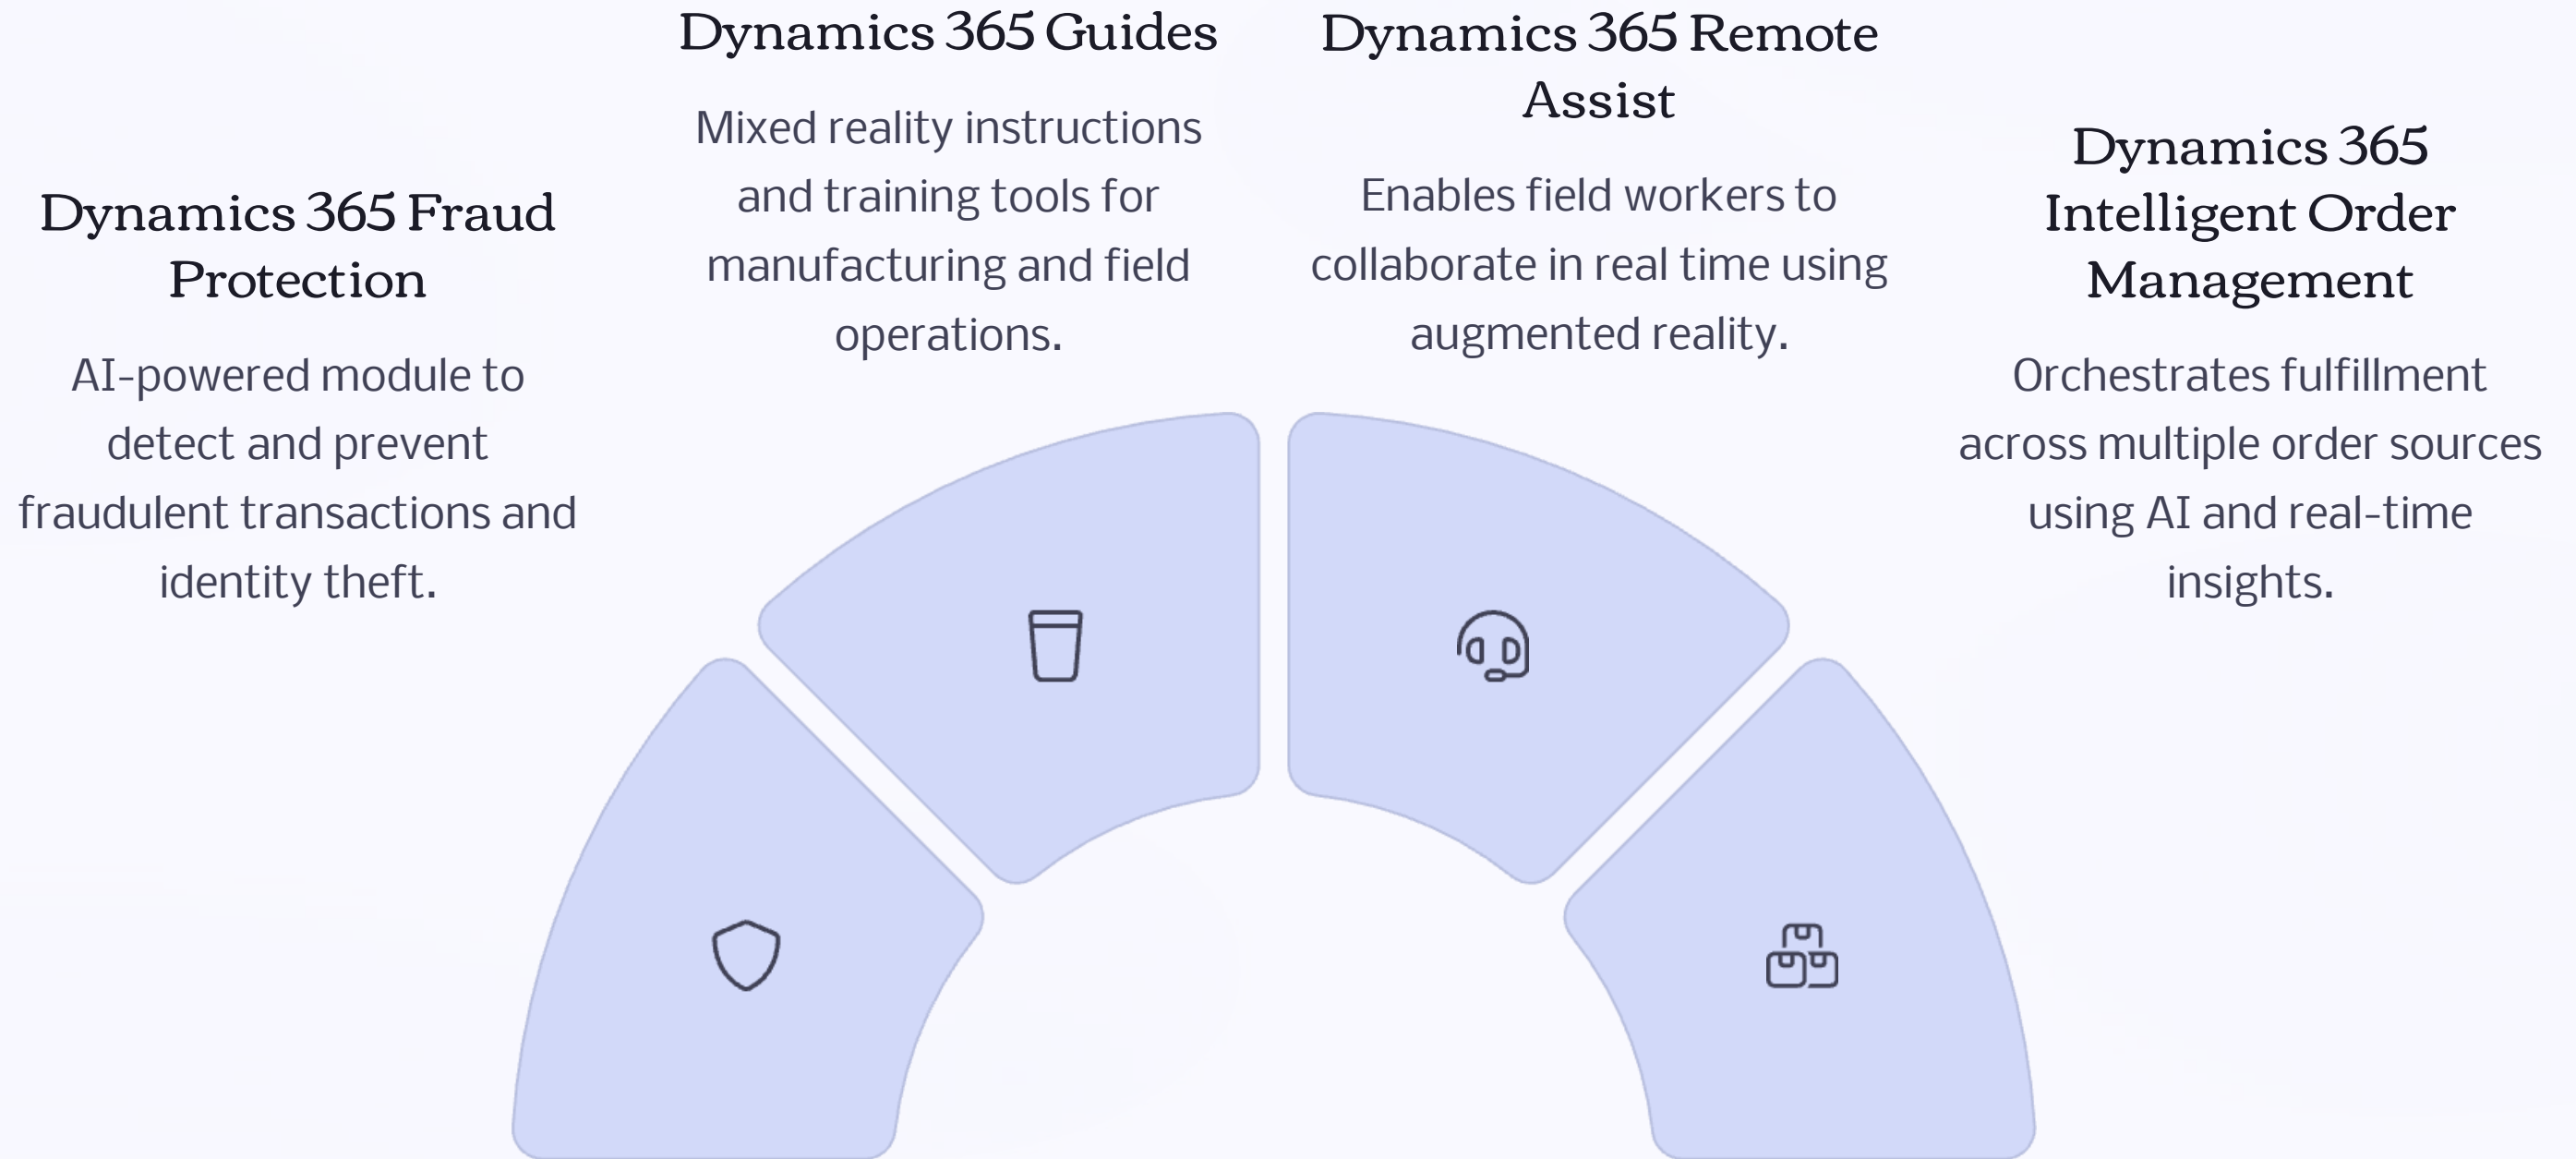 Dynamics 365 Fraud
Protection
AI-powered module to
detect and prevent
fraudulent transactions and
identity theft.
Dynamics 365 Guides
Mixed reality instructions
and training tools for
manufacturing and field
operations.
Dynamics 365 Remote
Assist
Enables field workers to
collaborate in real time using
augmented reality.
Dynamics 365
Intelligent Order
Management
Orchestrates fulfillment
across multiple order sources
using AI and real-time
insights.